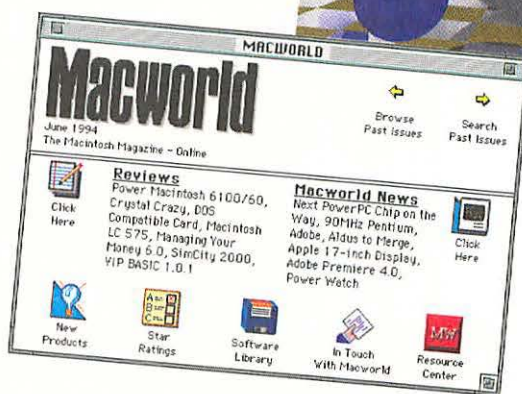 MACWORLD
Macworld
June 1994
The Macintosh Magazine - Online
Browse
Past Issues
Search
Past Issues
Click
Here
Reviews
Power Macintosh 6100/60,
Crystal Crazy, DOS
Compatible Card, Macintosh
LC 575, Managing Your
Money 6.0, SimCity 2000,
VIP BASIC 1.0.1
Macworld News
Next PowerPC Chip on the
Way, 90MHz Pentium,
Adobe, Aldus to Merge,
Apple 17-inch Display,
Adobe Premiere 4.0,
Power Watch
Click
Here
New
Products
Star
Ratings
Software
Library
In Touch
With Macworld
MW
Resource
Center